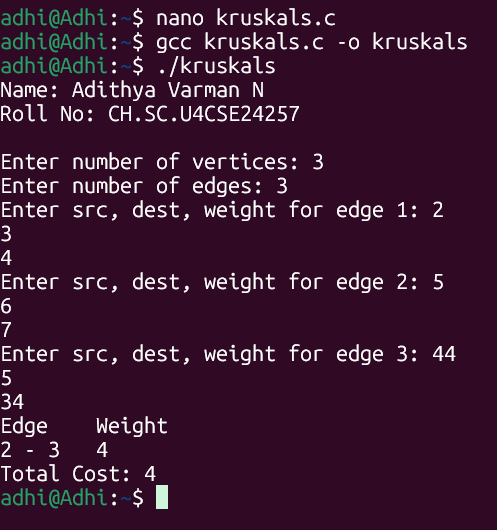 adhi@Adhi:~$ nano kruskals.c
adhi@Adhi:~$ gcc kruskals.c -o kruskals
adhi@Adhi:~$ ./kruskals
Name: Adithya Varman N
Roll No: CH.SC.U4CSE24257
Enter number of vertices: 3
Enter number of edges: 3
Enter src, dest, weight for edge 1: 2
3
4
Enter src, dest, weight for edge 2: 5
6
7
Enter src, dest, weight for edge 3: 44
5
34
Edge    Weight
2 - 3    4
Total Cost: 4
adhi@Adhi:~$